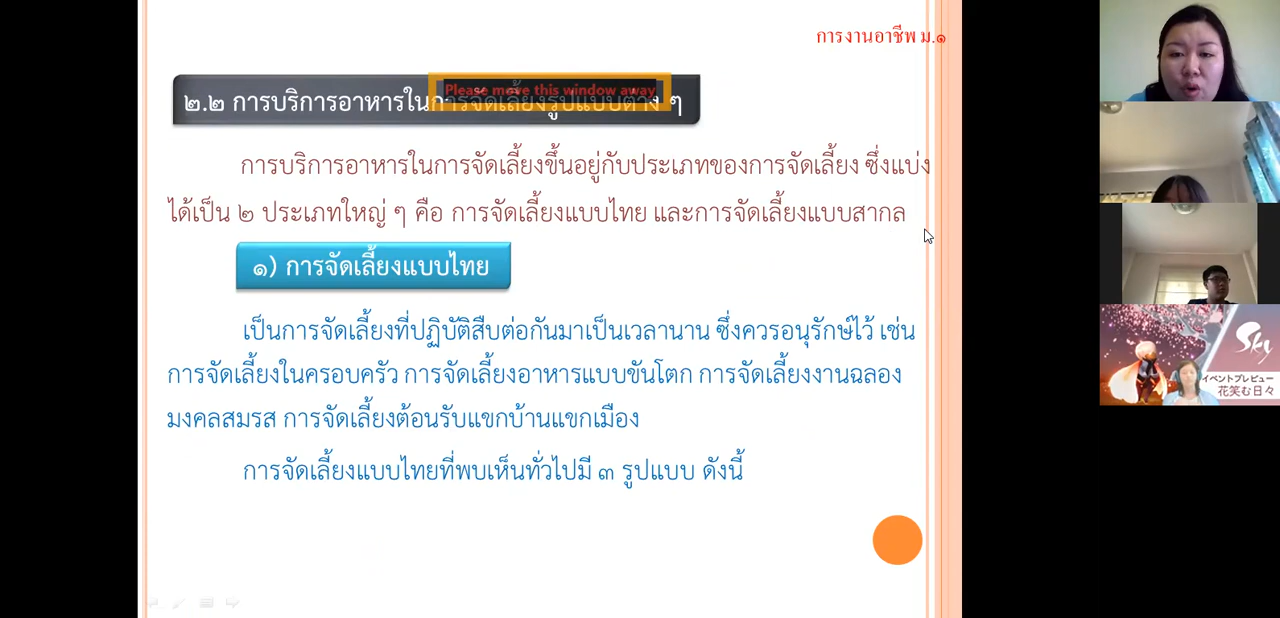 การงานอาชีพ ม.๑
๒.๒ การบริการอาหารในการจัดเลี้ยงรูปแบบต่าง ๆ
Please move this window away
การบริการอาหารในการจัดเลี้ยงขึ้นอยู่กับประเภทของการจัดเลี้ยง ซึ่งแบ่ง
ได้เป็น ๒ ประเภทใหญ่ ๆ คือ การจัดเลี้ยงแบบไทย และการจัดเลี้ยงแบบสากล
๑) การจัดเลี้ยงแบบไทย
เป็นการจัดเลี้ยงที่ปฏิบัติสืบต่อกันมาเป็นเวลานาน ซึ่งควรอนุรักษ์ไว้ เช่น
การจัดเลี้ยงในครอบครัว การจัดเลี้ยงอาหารแบบขันโตก การจัดเลี้ยงงานฉลอง
มงคลสมรส การจัดเลี้ยงต้อนรับแขกบ้านแขกเมือง
การจัดเลี้ยงแบบไทยที่พบเห็นทั่วไปมี ๓ รูปแบบ ดังนี้
Sky
イベントプレビュー
花笑む日々